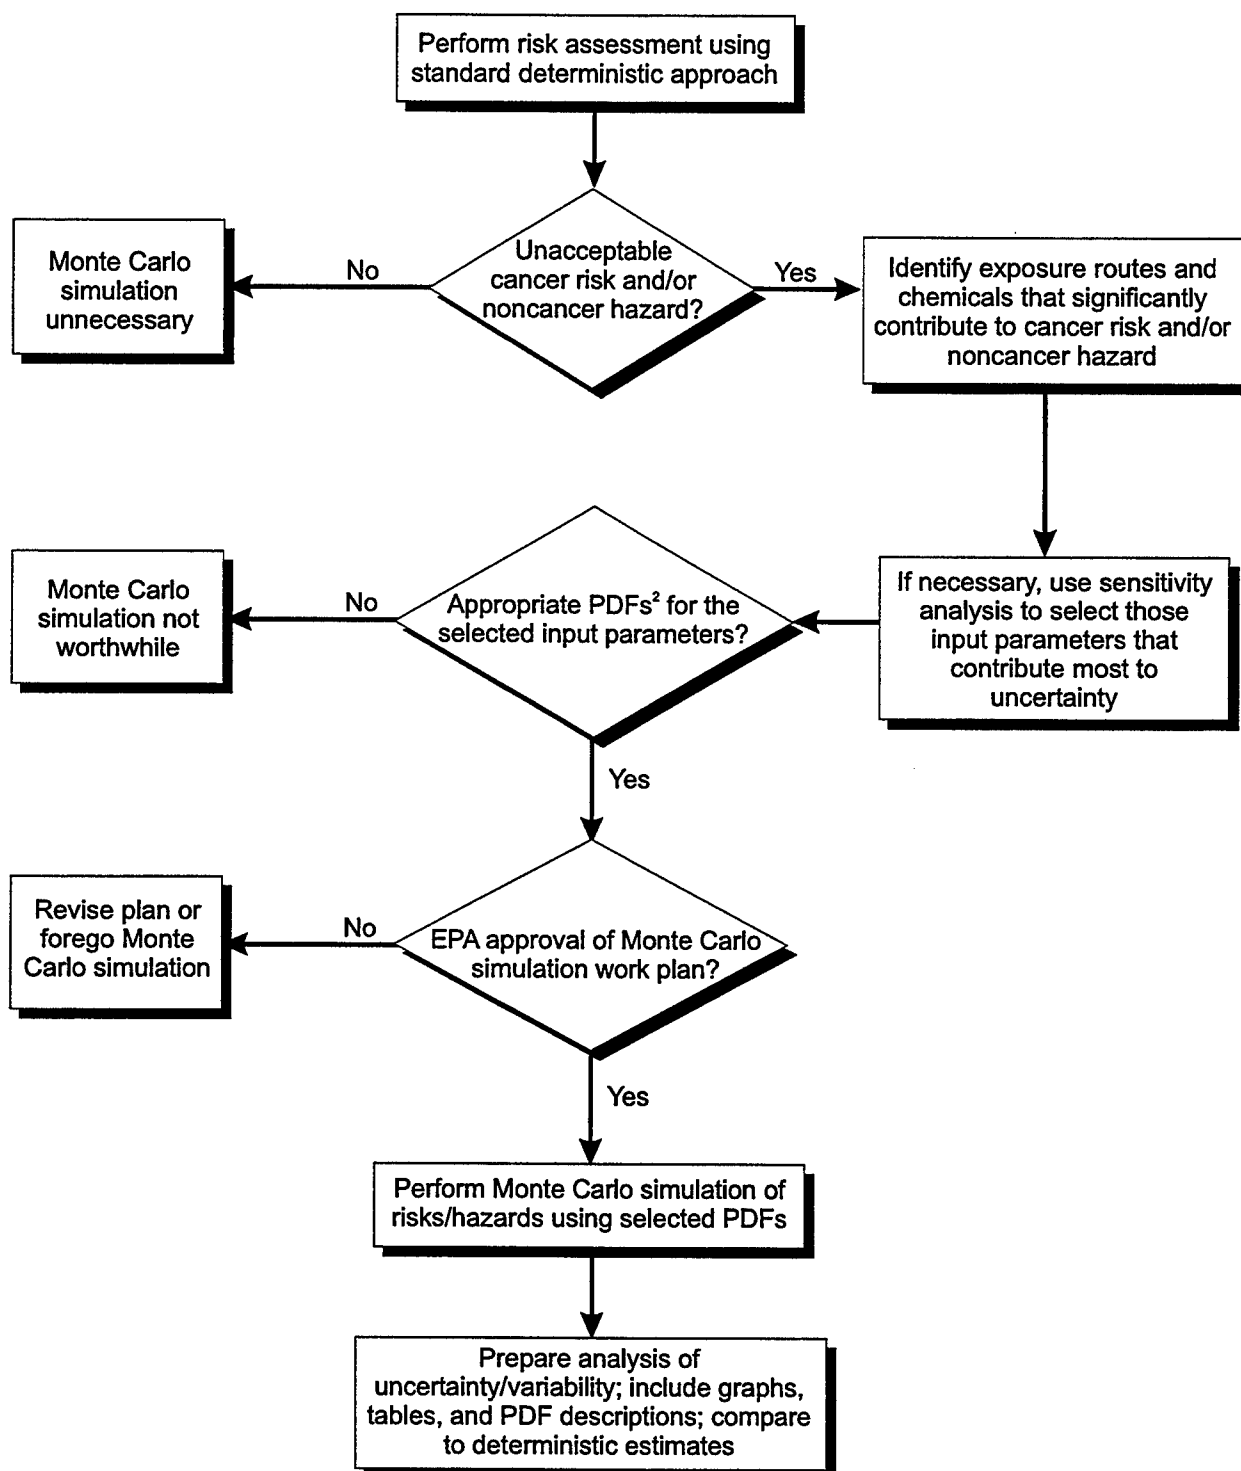 Perform risk assessment using
standard deterministic approach
Unacceptable
cancer risk and/or
noncancer hazard?
No
Yes
Monte Carlo
simulation
unnecessary
Identify exposure routes and
chemicals that significantly
contribute to cancer risk and/or
noncancer hazard
If necessary, use sensitivity
analysis to select those
input parameters that
contribute most to
uncertainty
Appropriate PDFs² for the
selected input parameters?
No
Monte Carlo
simulation not
worthwhile
Yes
EPA approval of Monte Carlo
simulation work plan?
No
Revise plan or
forego Monte
Carlo simulation
Yes
Perform Monte Carlo simulation of
risks/hazards using selected PDFs
Prepare analysis of
uncertainty/variability; include graphs,
tables, and PDF descriptions; compare
to deterministic estimates